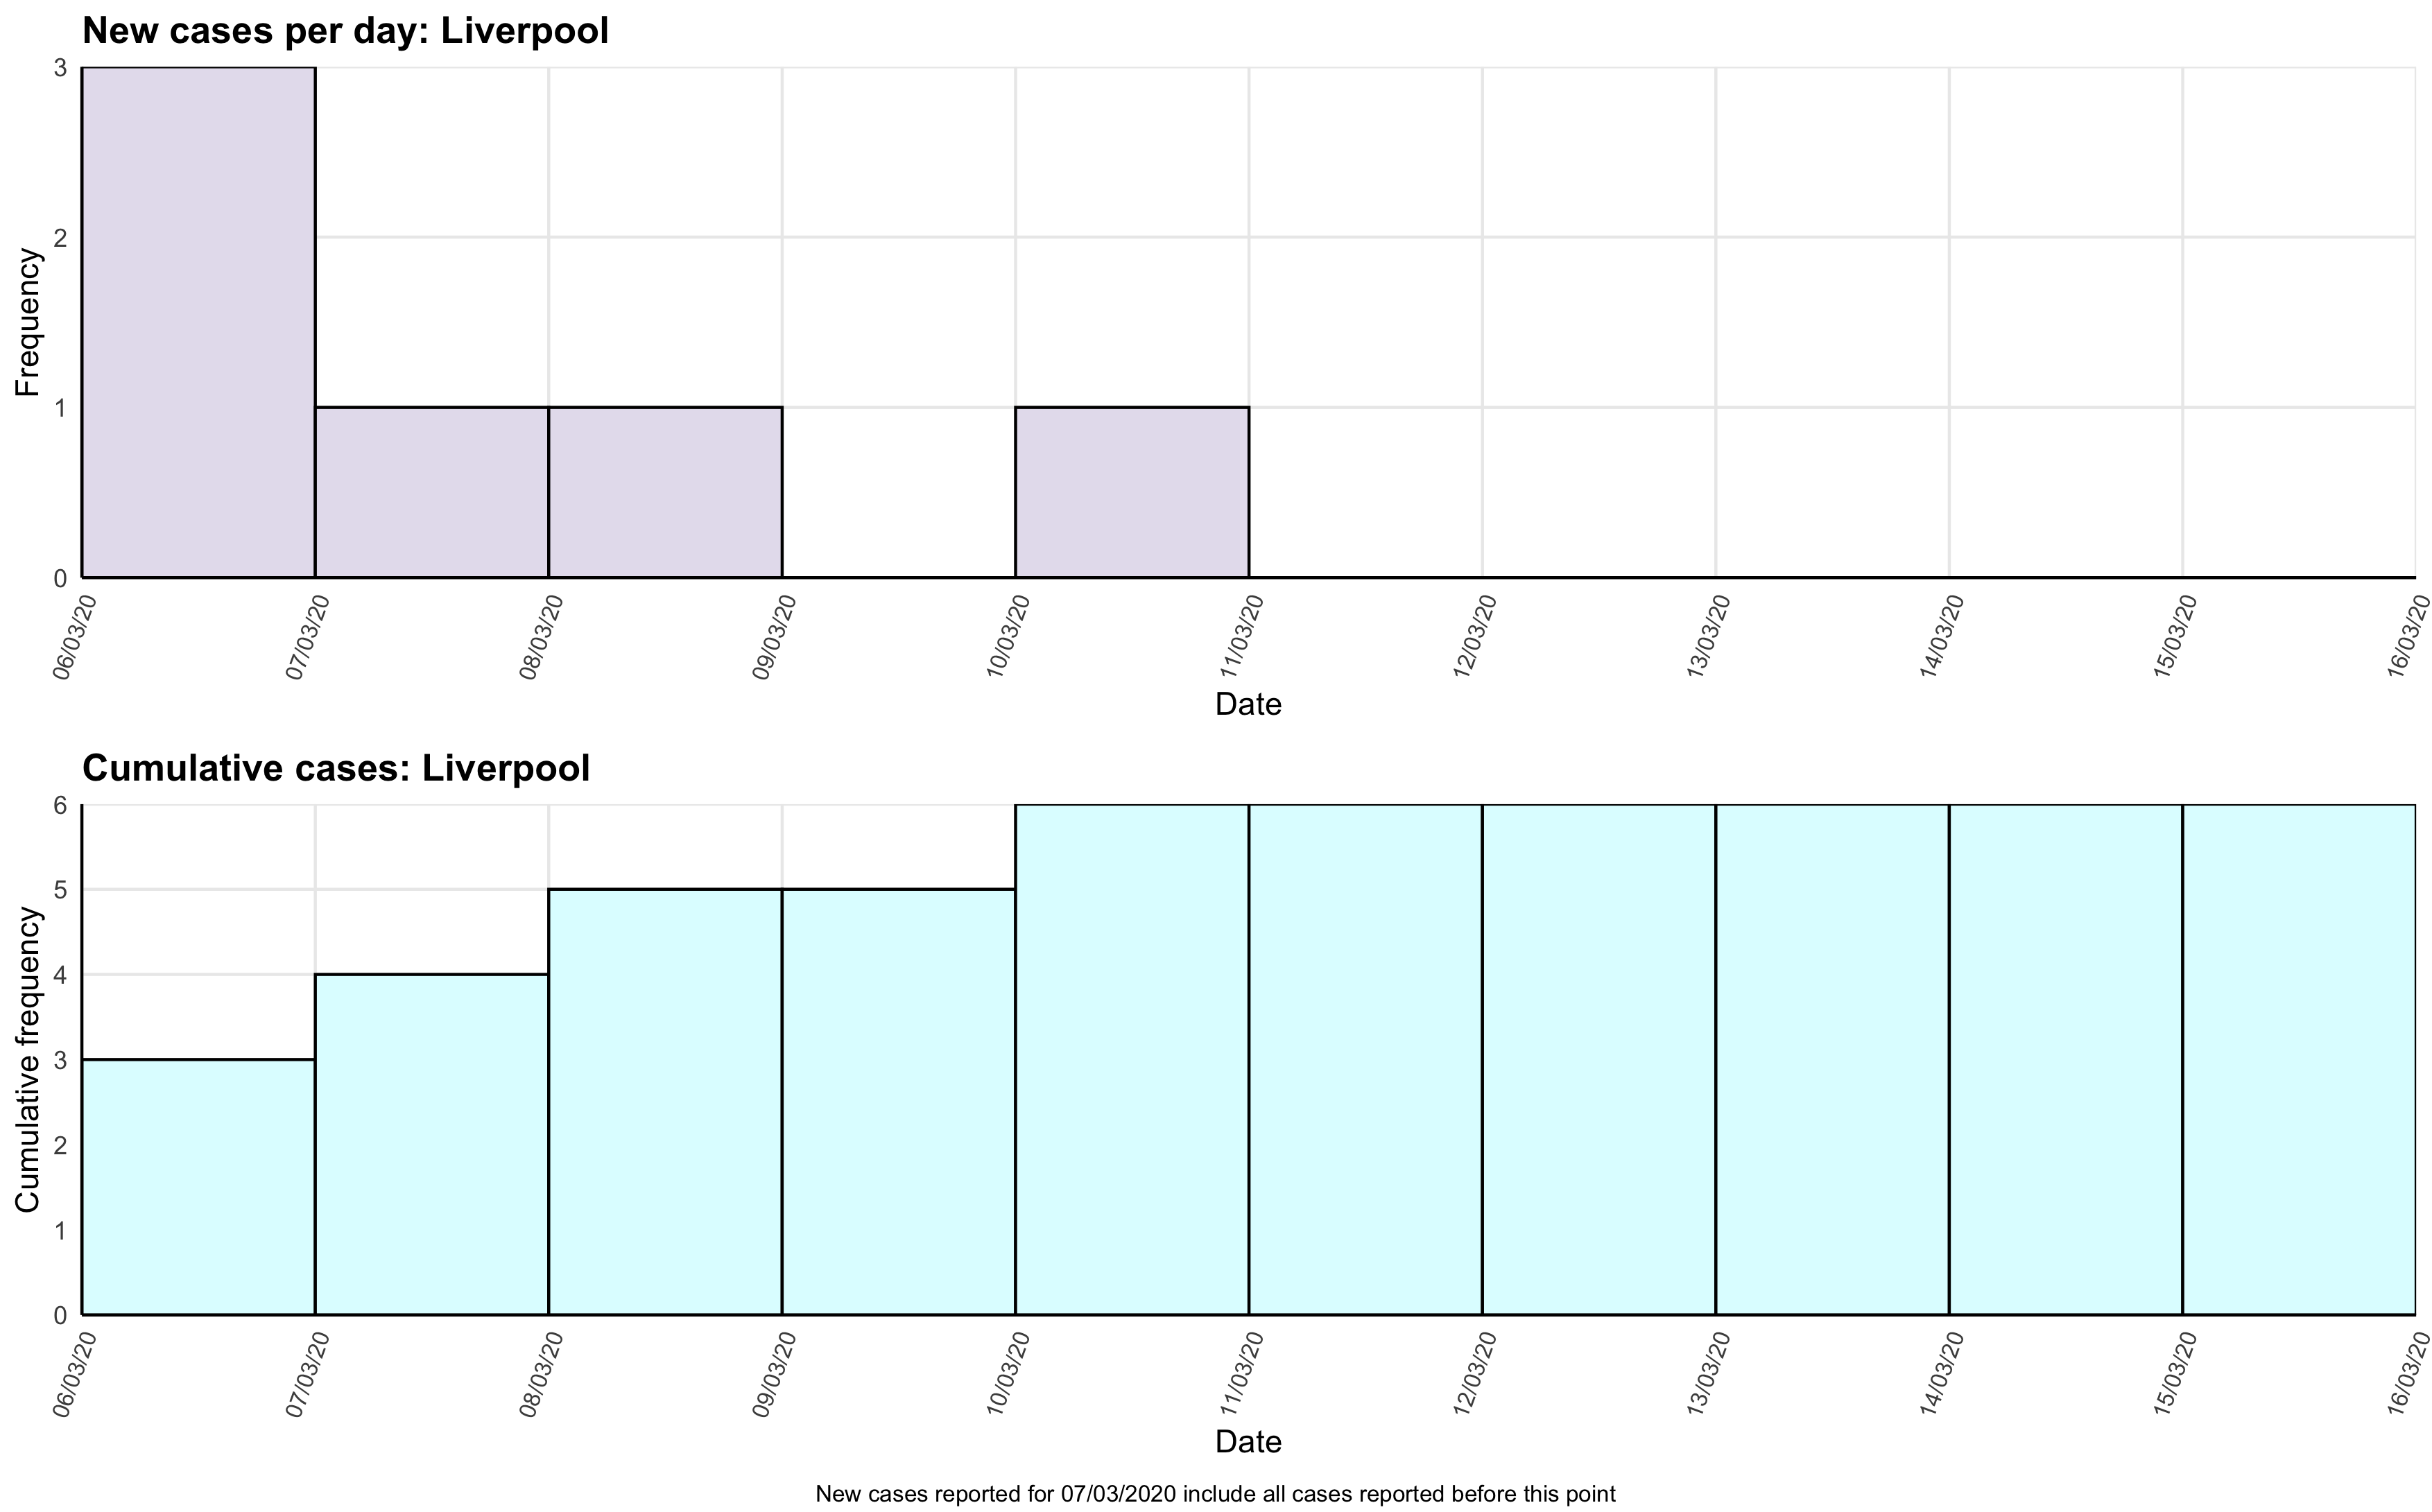 New cases per day: Liverpool
3
2
1
0
Frequency
06/03/20 07/03/20 08/03/20 09/03/20 10/03/20 11/03/20 12/03/20 13/03/20 14/03/20 15/03/20 16/03/20
Date
Cumulative cases: Liverpool
6
5
4
3
2
1
0
Cumulative frequency
06/03/20 07/03/20 08/03/20 09/03/20 10/03/20 11/03/20 12/03/20 13/03/20 14/03/20 15/03/20 16/03/20
Date
New cases reported for 07/03/2020 include all cases reported before this point